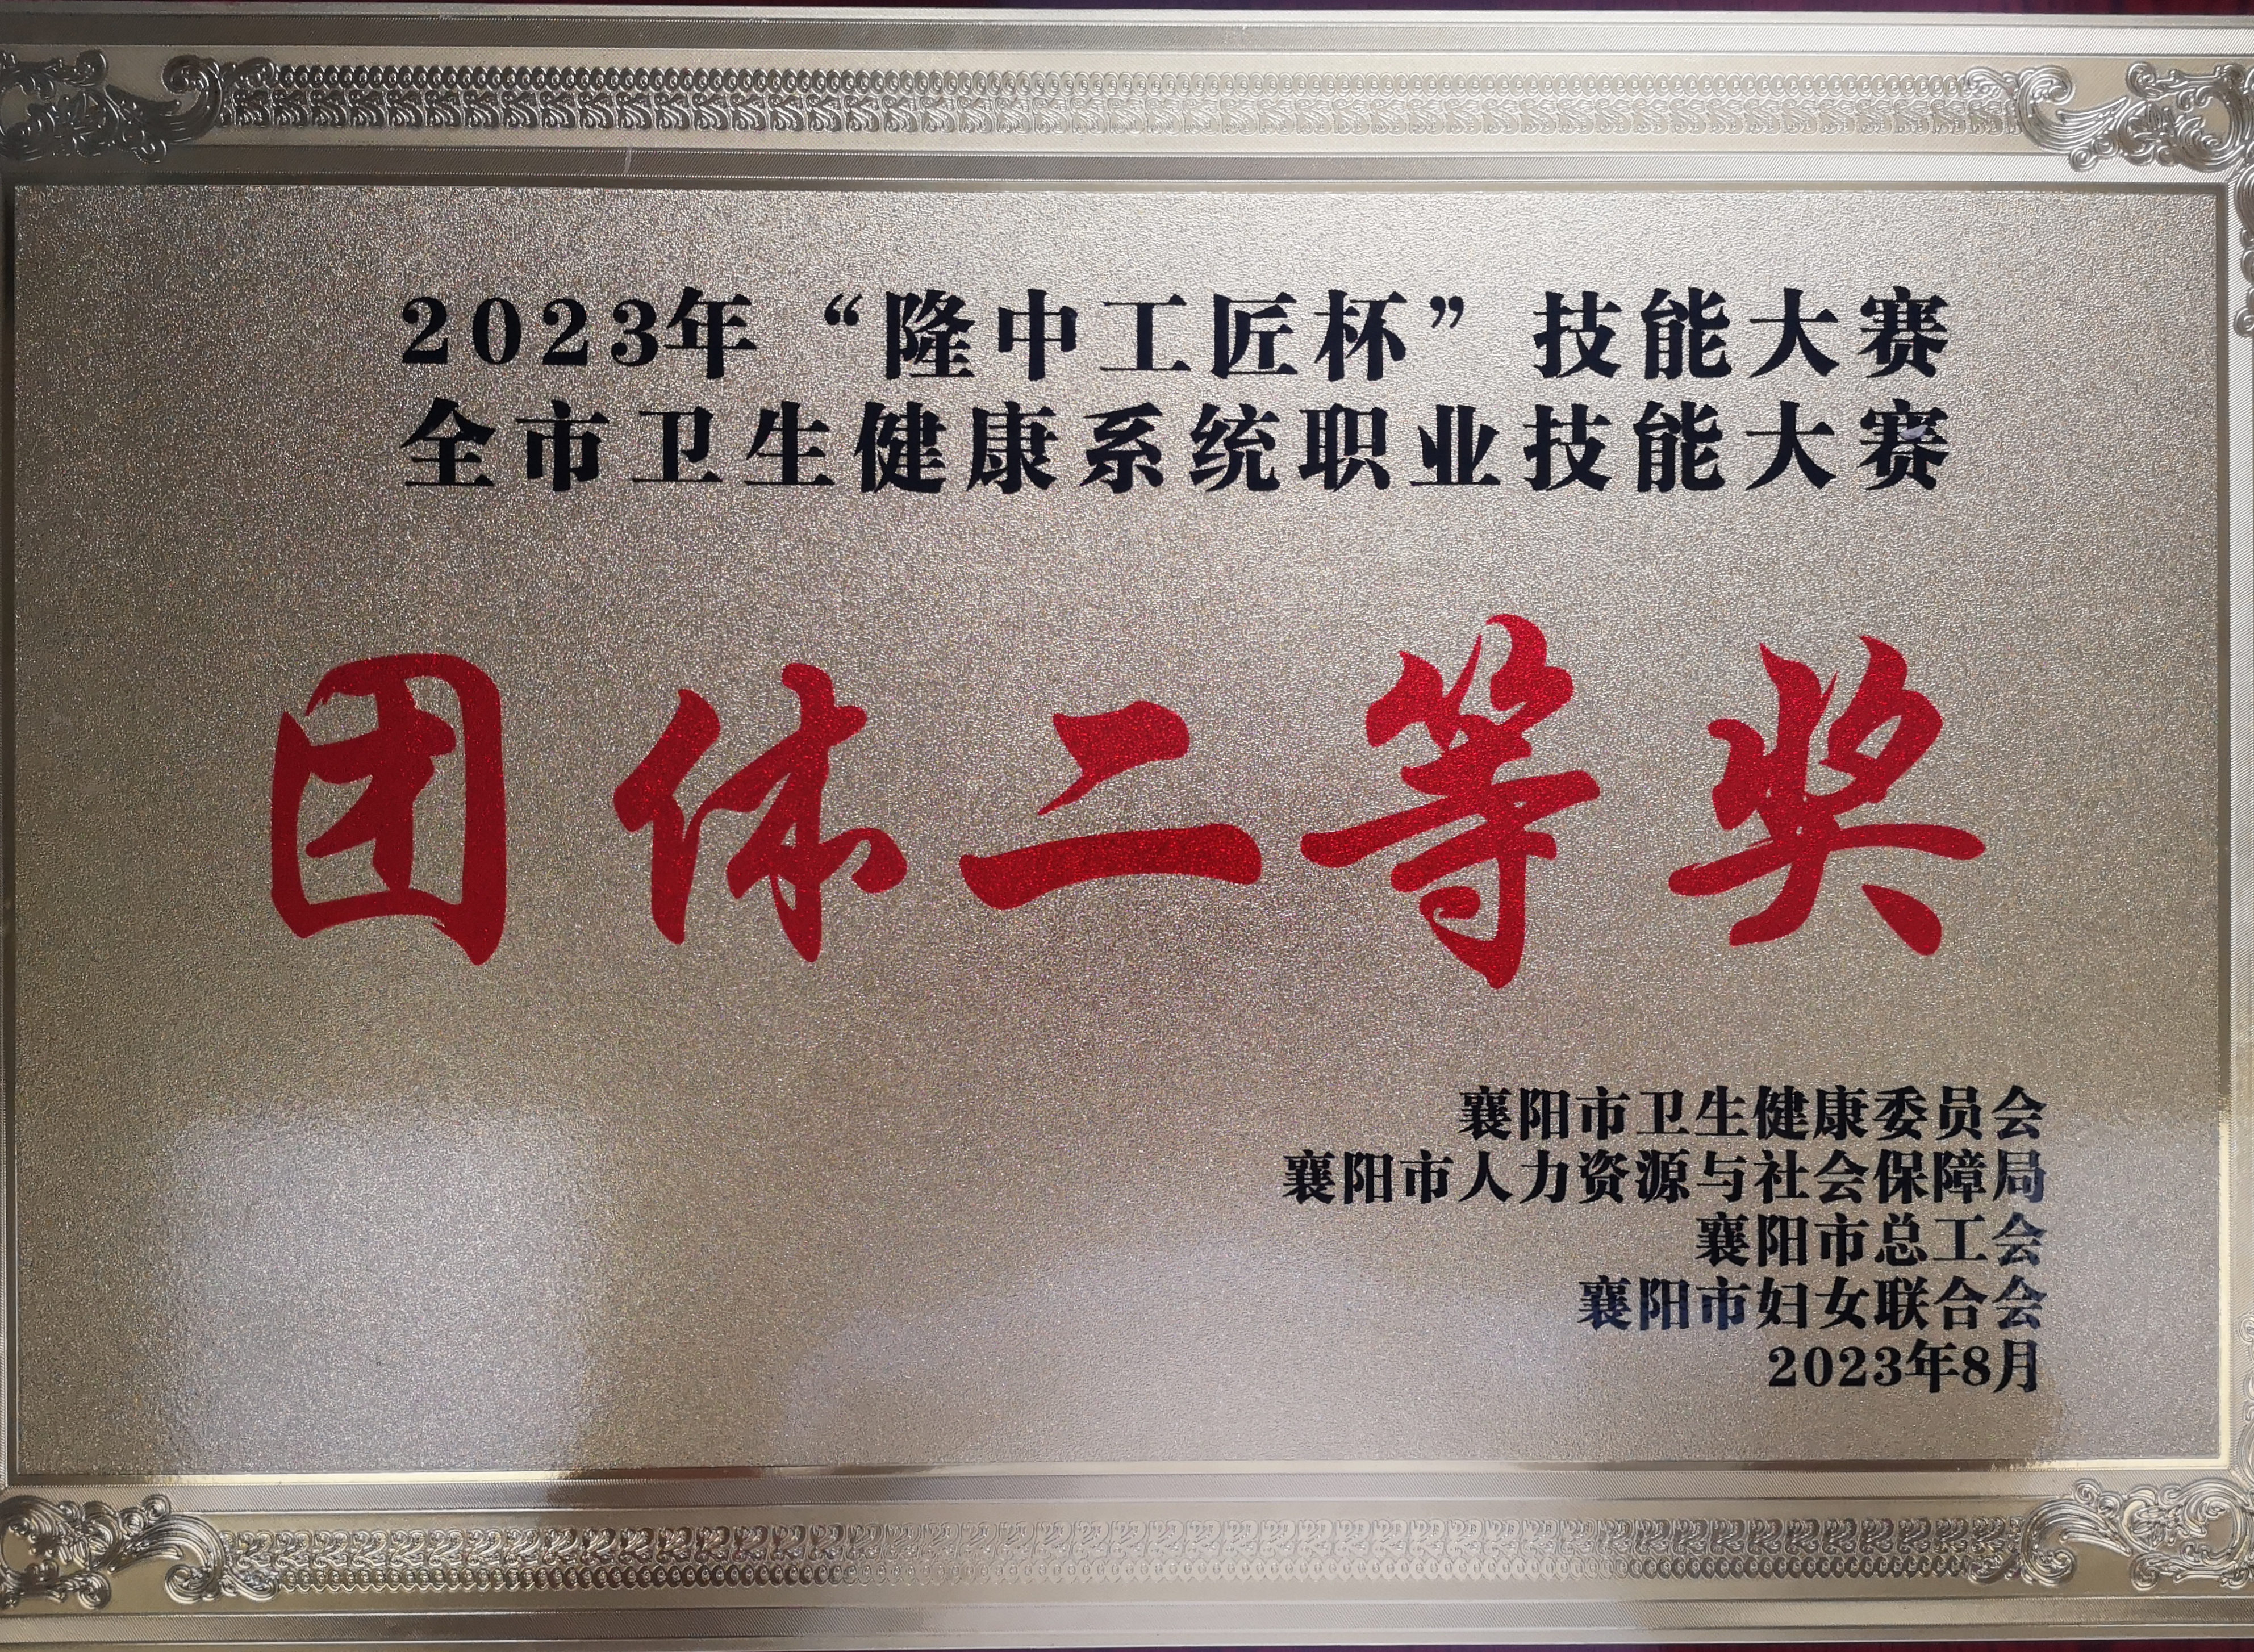 2023年“隆中工匠杯”技能大赛
全市卫生健康系统职业技能大赛
团体二等奖
襄阳市卫生健康委员会
襄阳市人力资源与社会保障局
襄阳市总工会
襄阳市妇女联合会
2023年8月